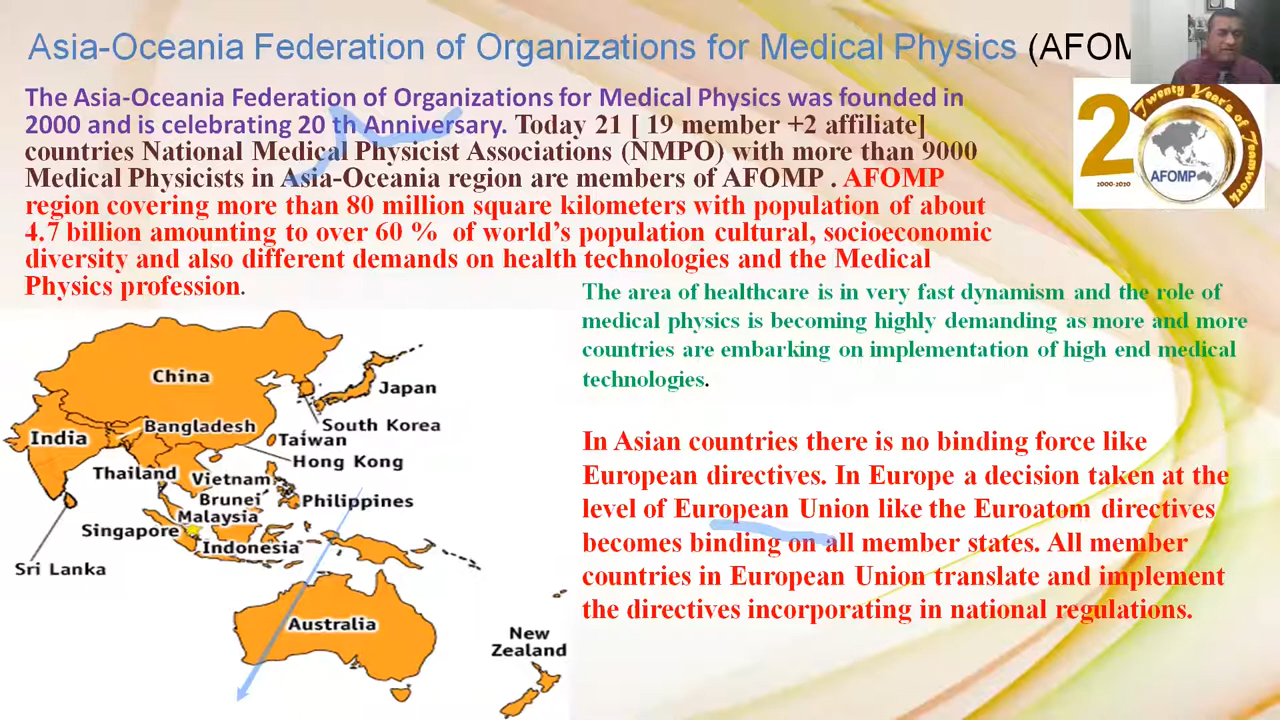 Asia-Oceania Federation of Organizations for Medical Physics (AFOM
The Asia-Oceania Federation of Organizations for Medical Physics was founded in
2000 and is celebrating 20 th Anniversary. Today 21 [ 19 member +2 affiliate]
countries National Medical Physicist Associations (NMPO) with more than 9000
Medical Physicists in Asia-Oceania region are members of AFOMP . AFOMP
region covering more than 80 million square kilometers with population of about
4.7 billion amounting to over 60 % of world's population cultural, socioeconomic
diversity and also different demands on health technologies and the Medical
Physics profession.
20
Twenty Year's of Teamwork
AFOMP
2000-2020
The area of healthcare is in very fast dynamism and the role of
medical physics is becoming highly demanding as more and more
countries are embarking on implementation of high end medical
technologies.
In Asian countries there is no binding force like
European directives. In Europe a decision taken at the
level of European Union like the Euroatom directives
becomes binding on all member states. All member
countries in European Union translate and implement
the directives incorporating in national regulations.
China
Japan
South Korea
Bangladesh
India
Taiwan
Hong Kong
Thailand
Vietnam
Brunei
Philippines
Malaysia
Singapore
Indonesia
Sri Lanka
Australia
New
Zealand